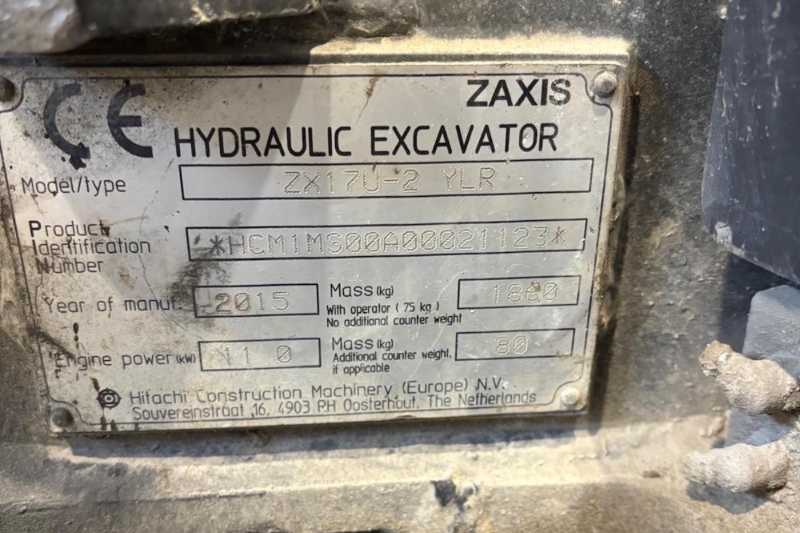 CE ZAXIS
HYDRAULIC EXCAVATOR
Model/type ZX17U-2 YLR
Product
Identification *HCM1MS00A00021123*
Number
Year of manuf. 2015 Mass (kg)
With operator ( 75 kg )
No additional counter weight
Engine power (kW) 11 0 Mass (kg) 80
Additional counter weight,
if applicable
Hitachi Construction Machinery (Europe) N.V.
Souvereinstraat 16, 4903 PH Oosterhout, The Netherlands